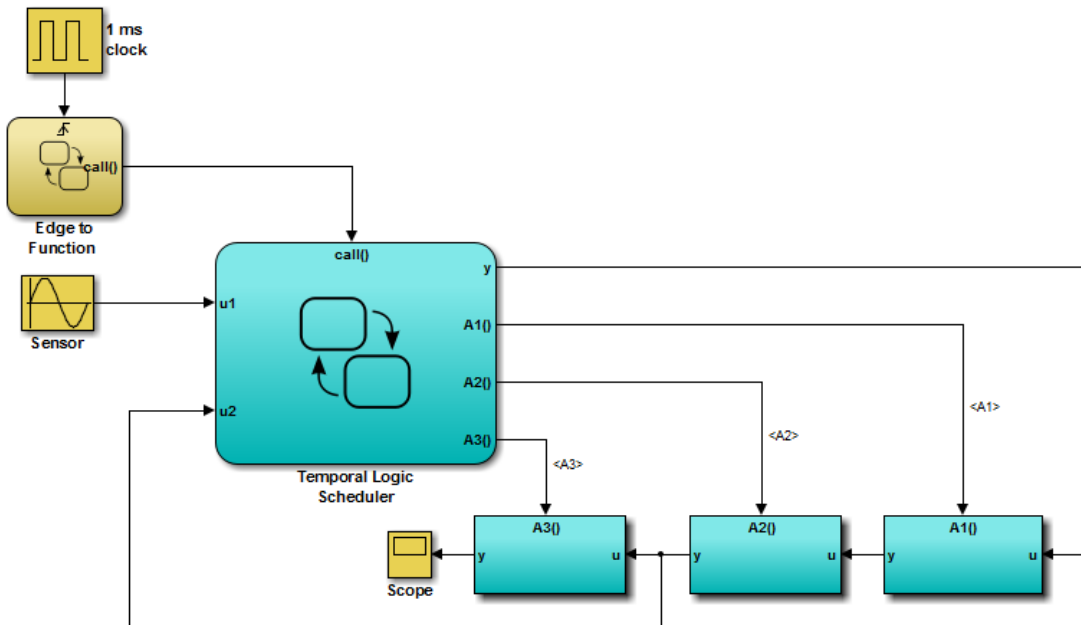 1 ms
clock
call()
Edge to
Function
call()
y
u1
Sensor
A1()
A2()
u2
<A1>
<A2>
A3()
<A3>
Temporal Logic
Scheduler
A3()
A2()
A1()
y
u
y
u
y
u
Scope